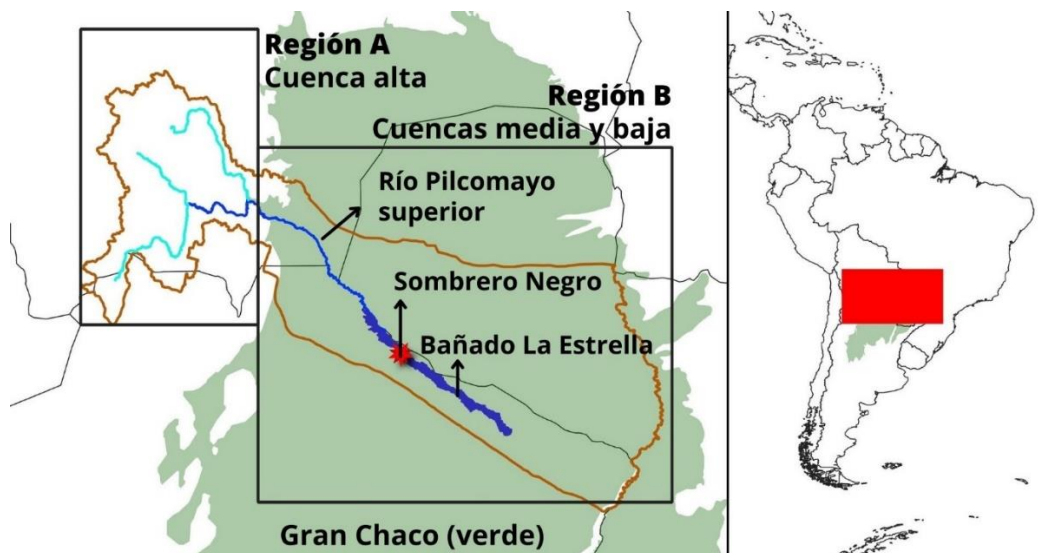 Región A
Cuenca alta
Región B
Cuencas media y baja
Río Pilcomayo
superior
Sombrero Negro
Bañado La Estrella
Gran Chaco (verde)